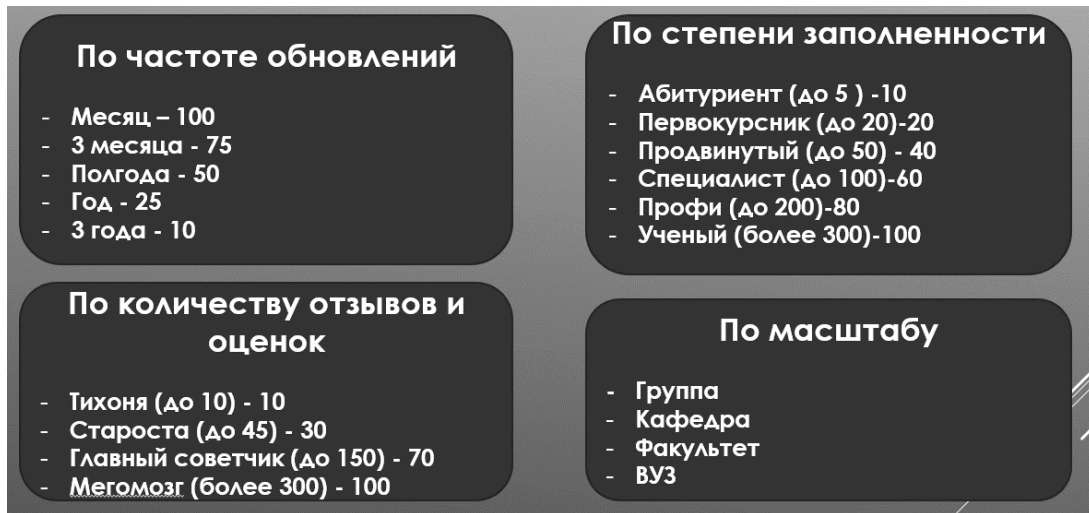 По частоте обновлений
- Месяц – 100
- 3 месяца - 75
- Полгода - 50
- Год - 25
- 3 года - 10
По степени заполненности
- Абитуриент (до 5 ) -10
- Первокурсник (до 20)-20
- Продвинутый (до 50) - 40
- Специалист (до 100)-60
- Профи (до 200)-80
- Ученый (более 300)-100
По количеству отзывов и
оценок
- Тихоня (до 10) - 10
- Староста (до 45) - 30
- Главный советчик (до 150) - 70
- Мегомозг (более 300) - 100
По масштабу
- Группа
- Кафедра
- Факультет
- ВУЗ